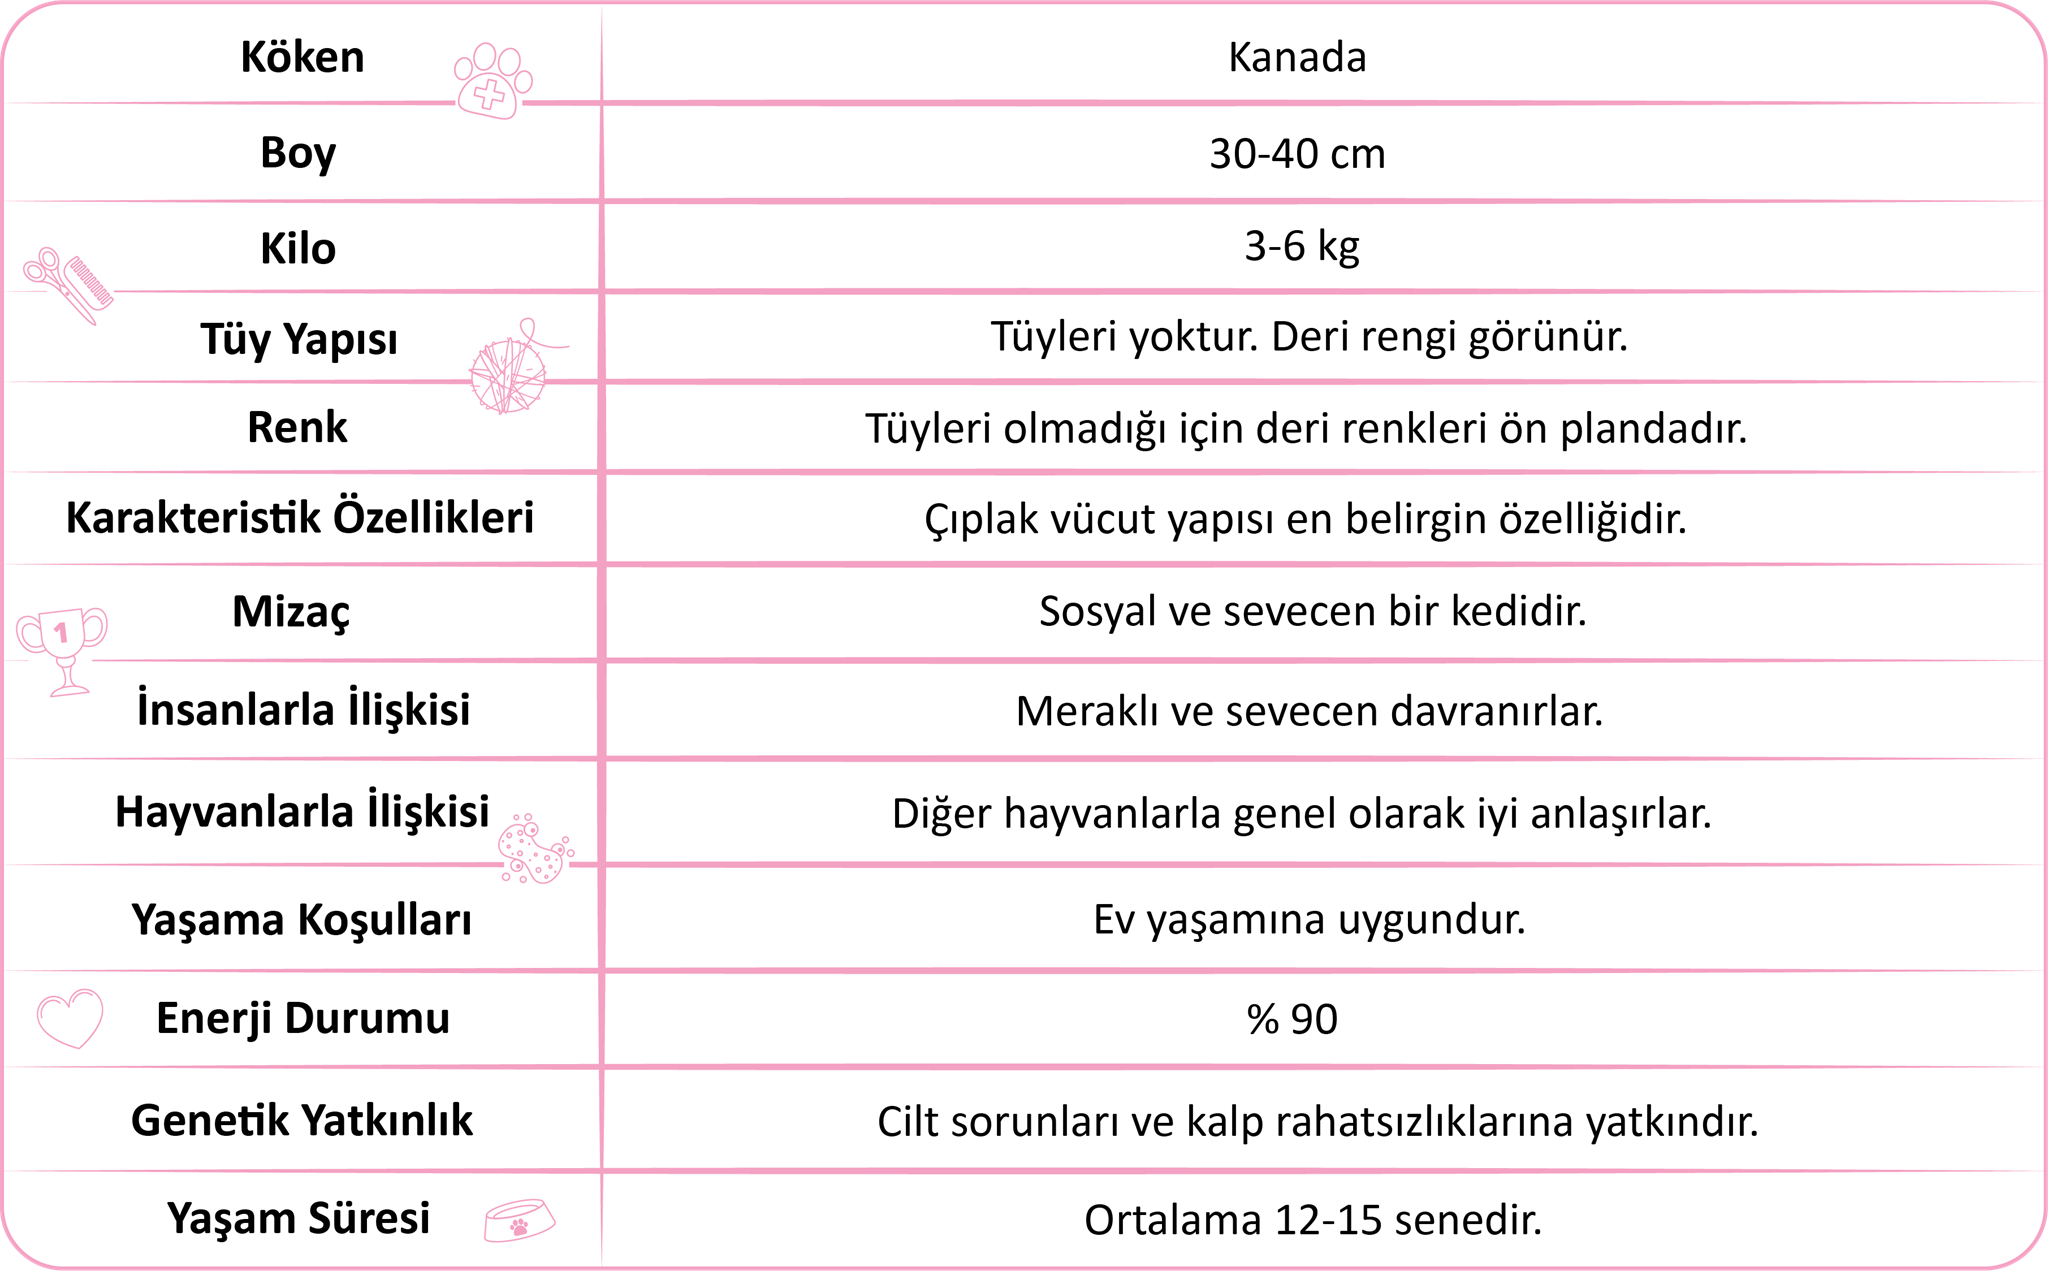 Köken Kanada
Boy 30-40 cm
Kilo 3-6 kg
Tüy Yapısı Tüyleri yoktur. Deri rengi görünür.
Renk Tüyleri olmadığı için deri renkleri ön plandadır.
Karakteristik Özellikleri Çıplak vücut yapısı en belirgin özelliğidir.
Mizaç Sosyal ve sevecen bir kedidir.
1
İnsanlarla İlişkisi Meraklı ve sevecen davranırlar.
Hayvanlarla İlişkisi Diğer hayvanlarla genel olarak iyi anlaşırlar.
Yaşama Koşulları Ev yaşamına uygundur.
Enerji Durumu % 90
Genetik Yatkınlık Cilt sorunları ve kalp rahatsızlıklarına yatkındır.
Yaşam Süresi Ortalama 12-15 senedir.